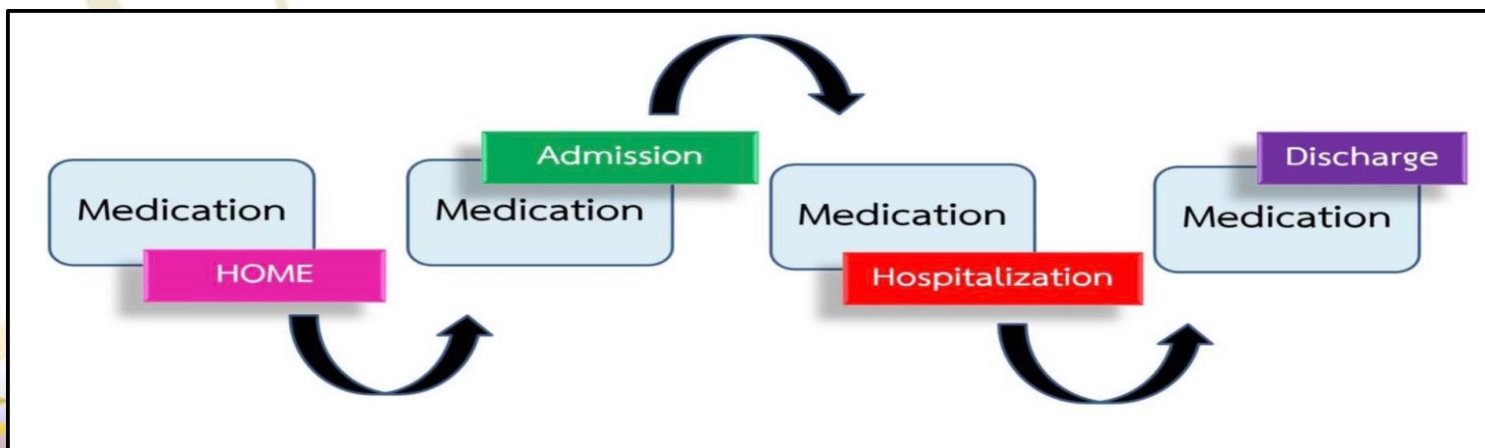 Medication
HOME
Admission
Medication
Medication
Hospitalization
Discharge
Medication